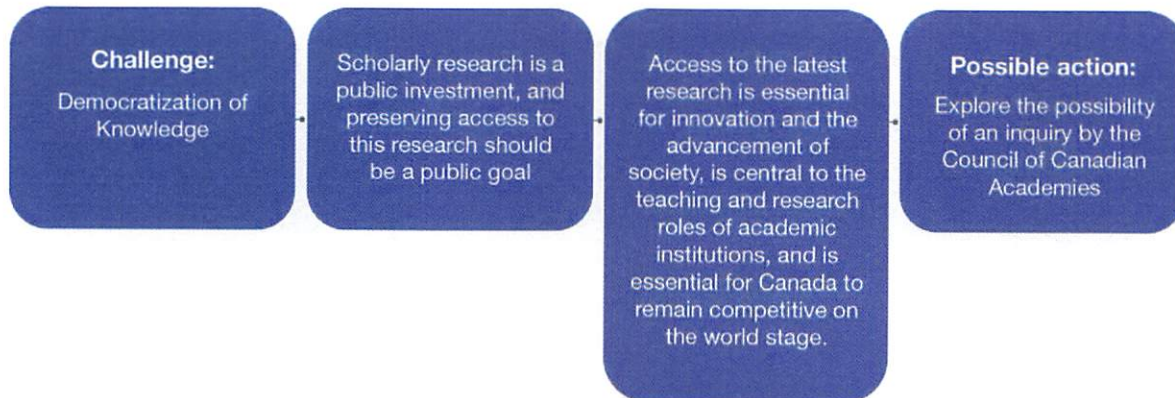 Challenge:
Democratization of
Knowledge
Scholarly research is a
public investment, and
preserving access to
this research should
be a public goal
Access to the latest
research is essential
for innovation and the
advancement of
society, is central to the
teaching and research
roles of academic
institutions, and is
essential for Canada to
remain competitive on
the world stage.
Possible action:
Explore the possibility
of an inquiry by the
Council of Canadian
Academies